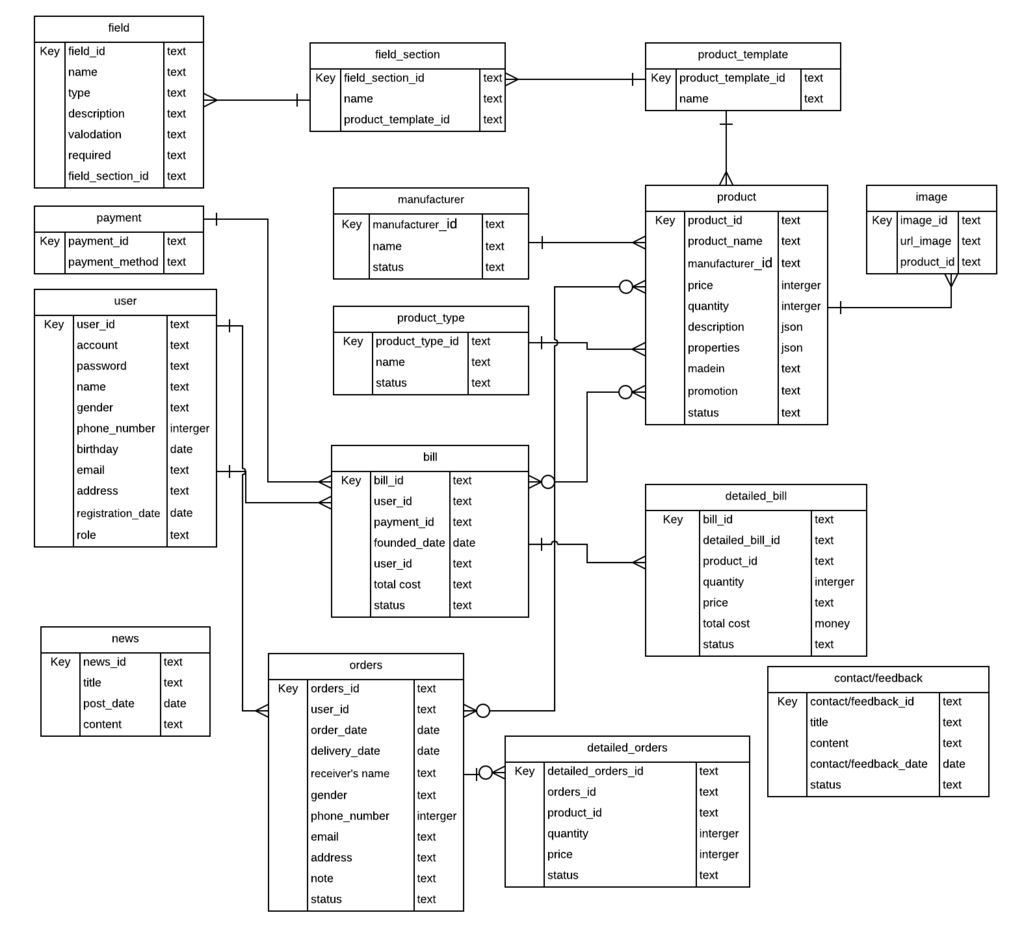 field
Key field_id text
name text
type text
description text
valodation text
required text
field_section_id text
field_section
Key field_section_id text
name text
product_template_id text
product_template
Key product_template_id text
name text
payment
Key payment_id text
payment_method text
manufacturer
Key manufacturer_id text
name text
status text
product
Key product_id text
product_name text
manufacturer_id text
price interger
quantity interger
description json
properties json
madein text
promotion text
status text
image
Key image_id text
url_image text
product_id text
user
Key user_id text
account text
password text
name text
gender text
phone_number interger
birthday date
email text
address text
registration_date date
role text
product_type
Key product_type_id text
name text
status text
bill
Key bill_id text
user_id text
payment_id text
founded_date date
user_id text
total cost text
status text
detailed_bill
Key bill_id text
detailed_bill_id text
product_id text
quantity interger
price text
total cost money
status text
news
Key news_id text
title text
post_date date
content text
orders
Key orders_id text
user_id text
order_date date
delivery_date date
receiver's name text
gender text
phone_number interger
email text
address text
note text
status text
detailed_orders
Key detailed_orders_id text
orders_id text
product_id text
quantity interger
price interger
status text
contact/feedback
Key contact/feedback_id text
title text
content text
contact/feedback_date date
status text